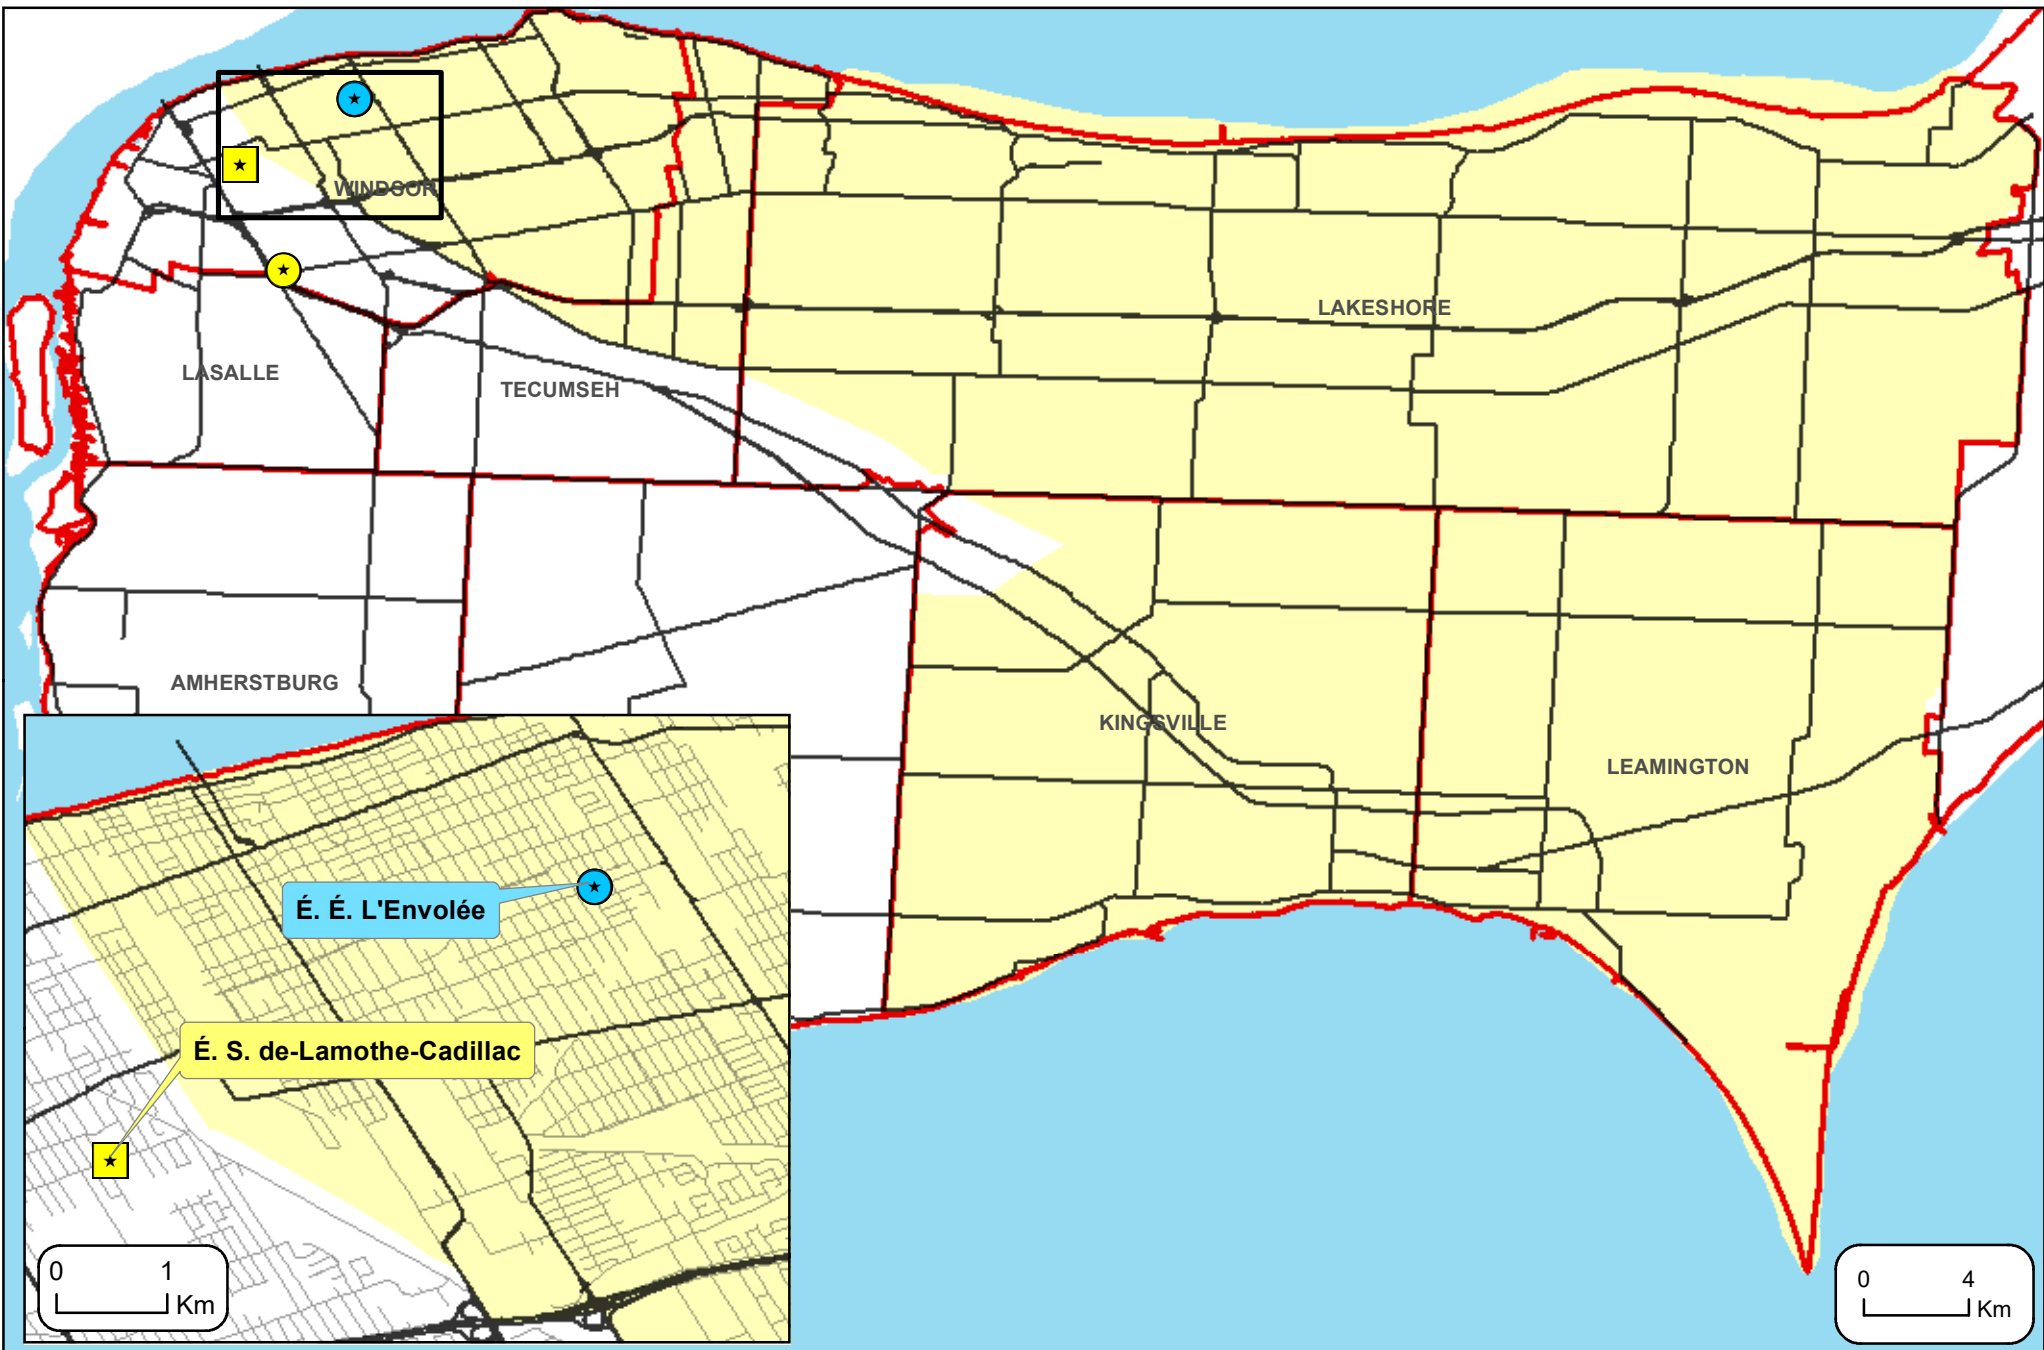 WINDSOR
LAKESHORE
LASALLE
TECUMSEH
AMHERSTBURG
KINGSVILLE
LEAMINGTON
É. É. L'Envolée
É. S. de-Lamothe-Cadillac
0 1
Km
0 4
Km